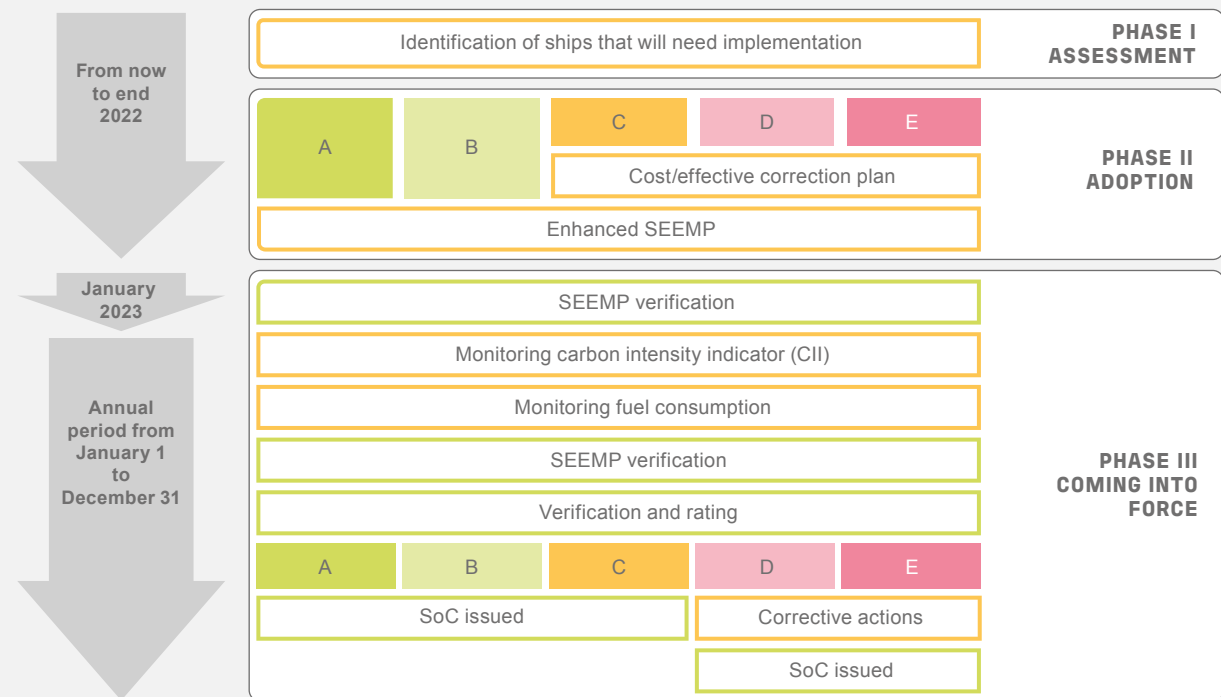 From now
to end
2022
Identification of ships that will need implementation
PHASE I
ASSESSMENT
A
B
C
D
E
Cost/effective correction plan
Enhanced SEEMP
PHASE II
ADOPTION
January
2023
SEEMP verification
Monitoring carbon intensity indicator (CII)
Monitoring fuel consumption
SEEMP verification
Verification and rating
Annual
period from
January 1
to
December 31
PHASE III
COMING INTO
FORCE
A
B
C
D
E
SoC issued
Corrective actions
SoC issued